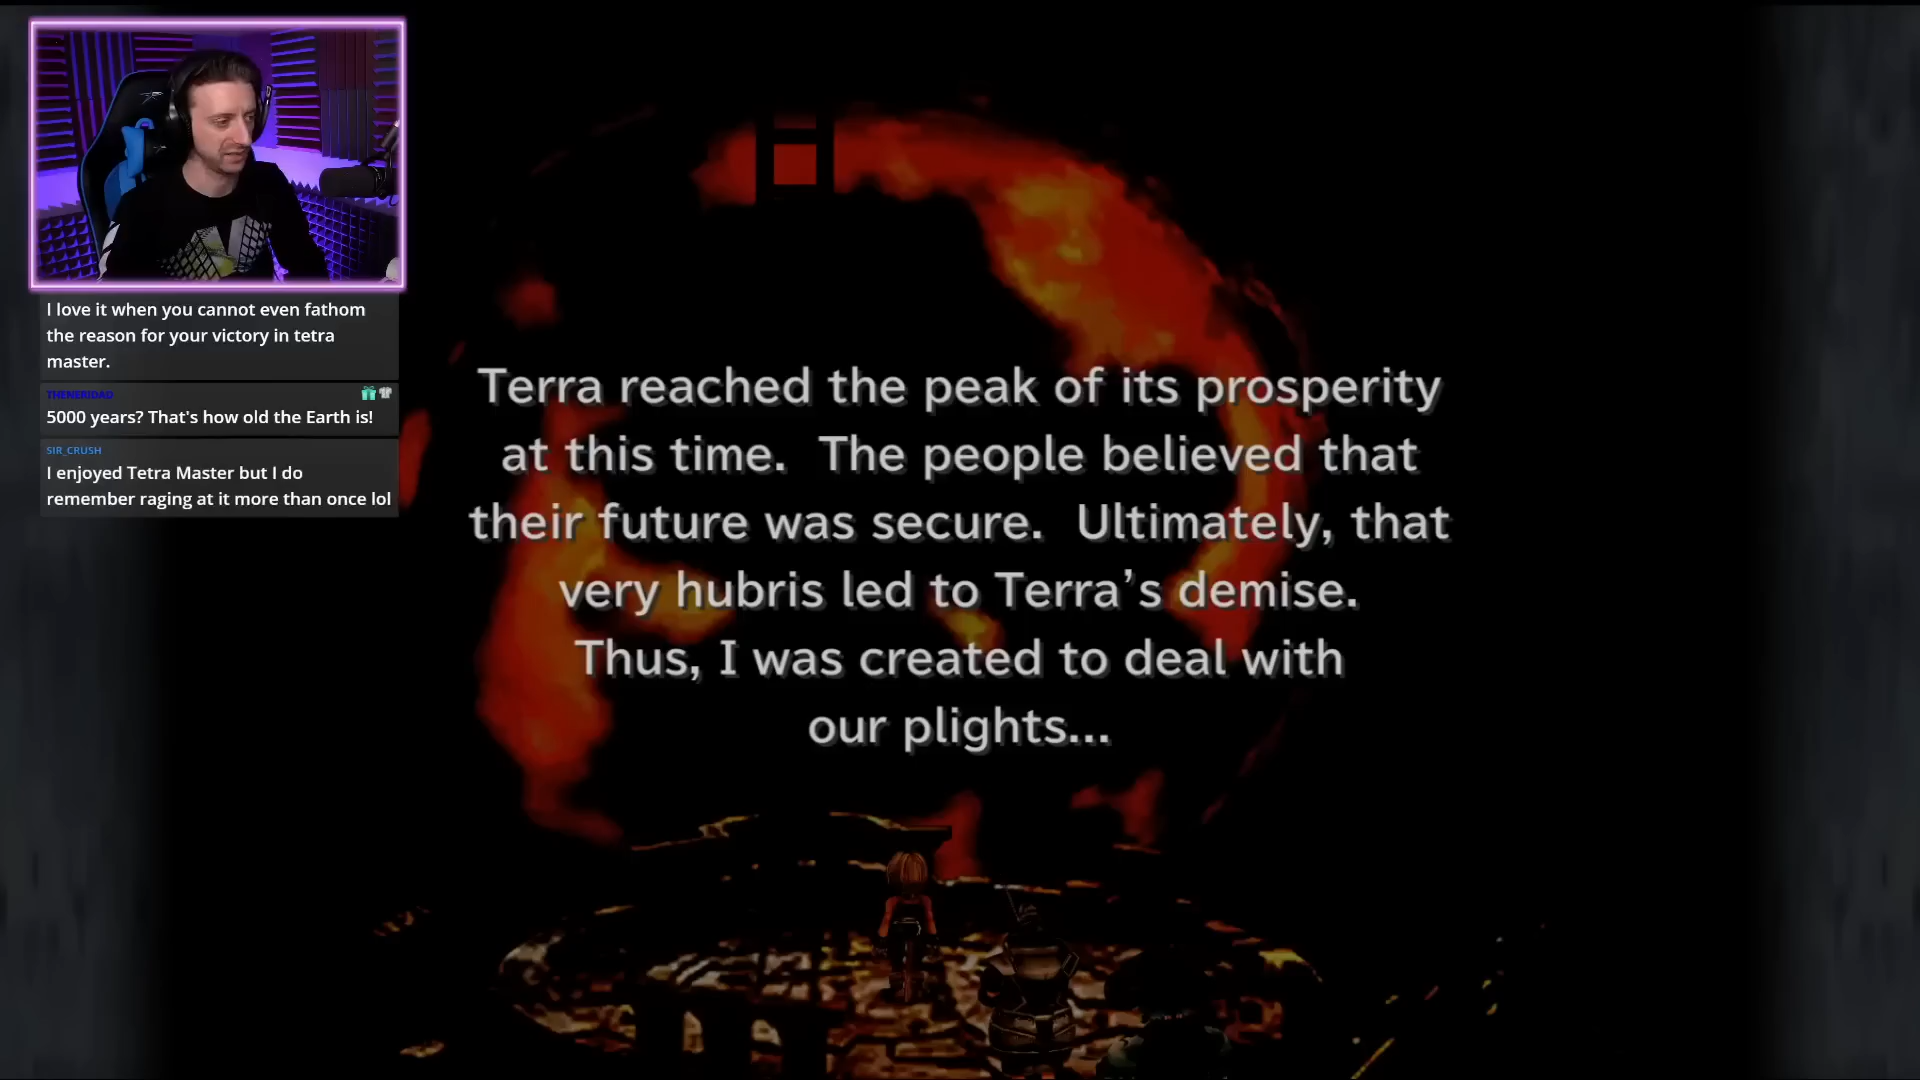 I love it when you cannot even fathom
the reason for your victory in tetra
master.
THENERIDAD
5000 years? That's how old the Earth is!
SIR_CRUSH
I enjoyed Tetra Master but I do
remember raging at it more than once lol
Terra reached the peak of its prosperity
at this time.  The people believed that
their future was secure.  Ultimately, that
very hubris led to Terra’s demise.
Thus, I was created to deal with
our plights...